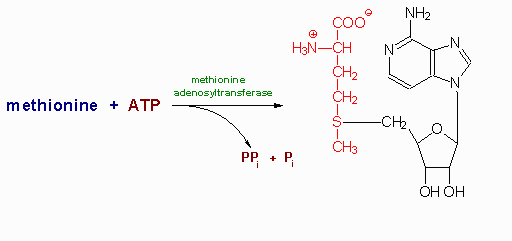 methionine + ATP
methionine
adenosyltransferase
PPi + Pi
COO⊖
⊕
H3N CH
CH2
CH2
S CH2
CH3
NH2
N
N
N
O
OH OH